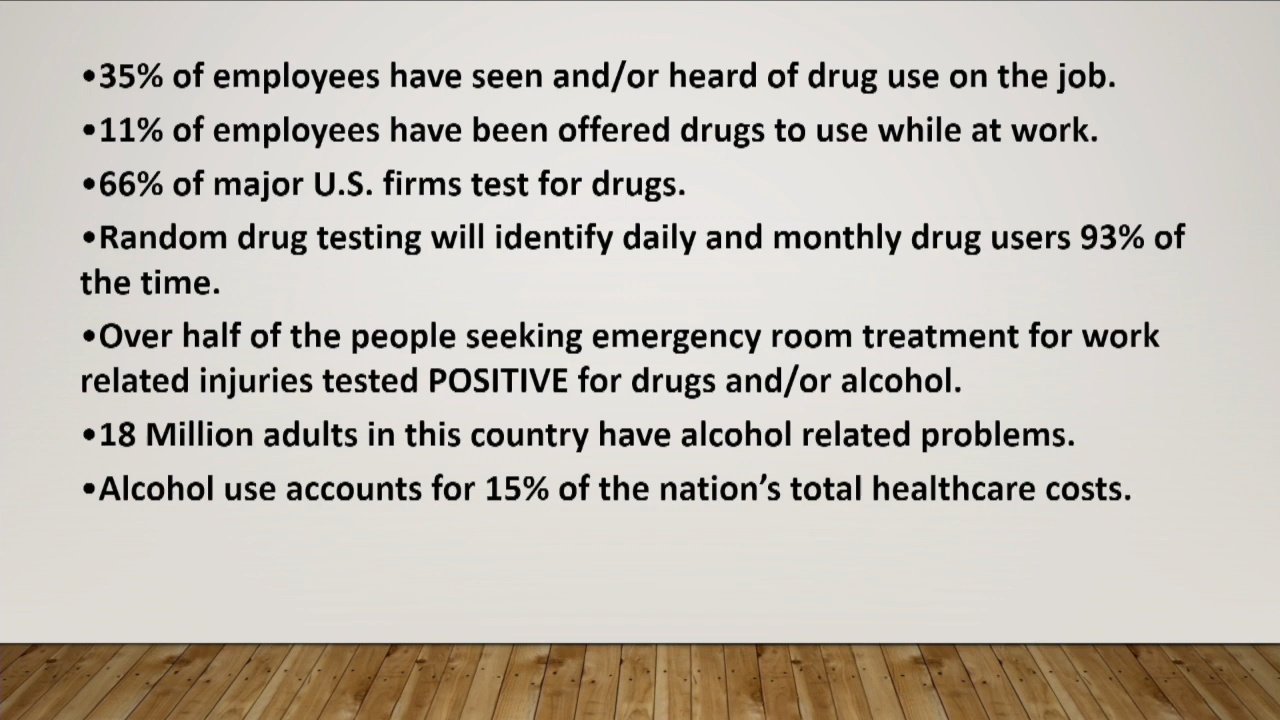 •35% of employees have seen and/or heard of drug use on the job.
•11% of employees have been offered drugs to use while at work.
•66% of major U.S. firms test for drugs.
•Random drug testing will identify daily and monthly drug users 93% of
the time.
•Over half of the people seeking emergency room treatment for work
related injuries tested POSITIVE for drugs and/or alcohol.
•18 Million adults in this country have alcohol related problems.
•Alcohol use accounts for 15% of the nation’s total healthcare costs.